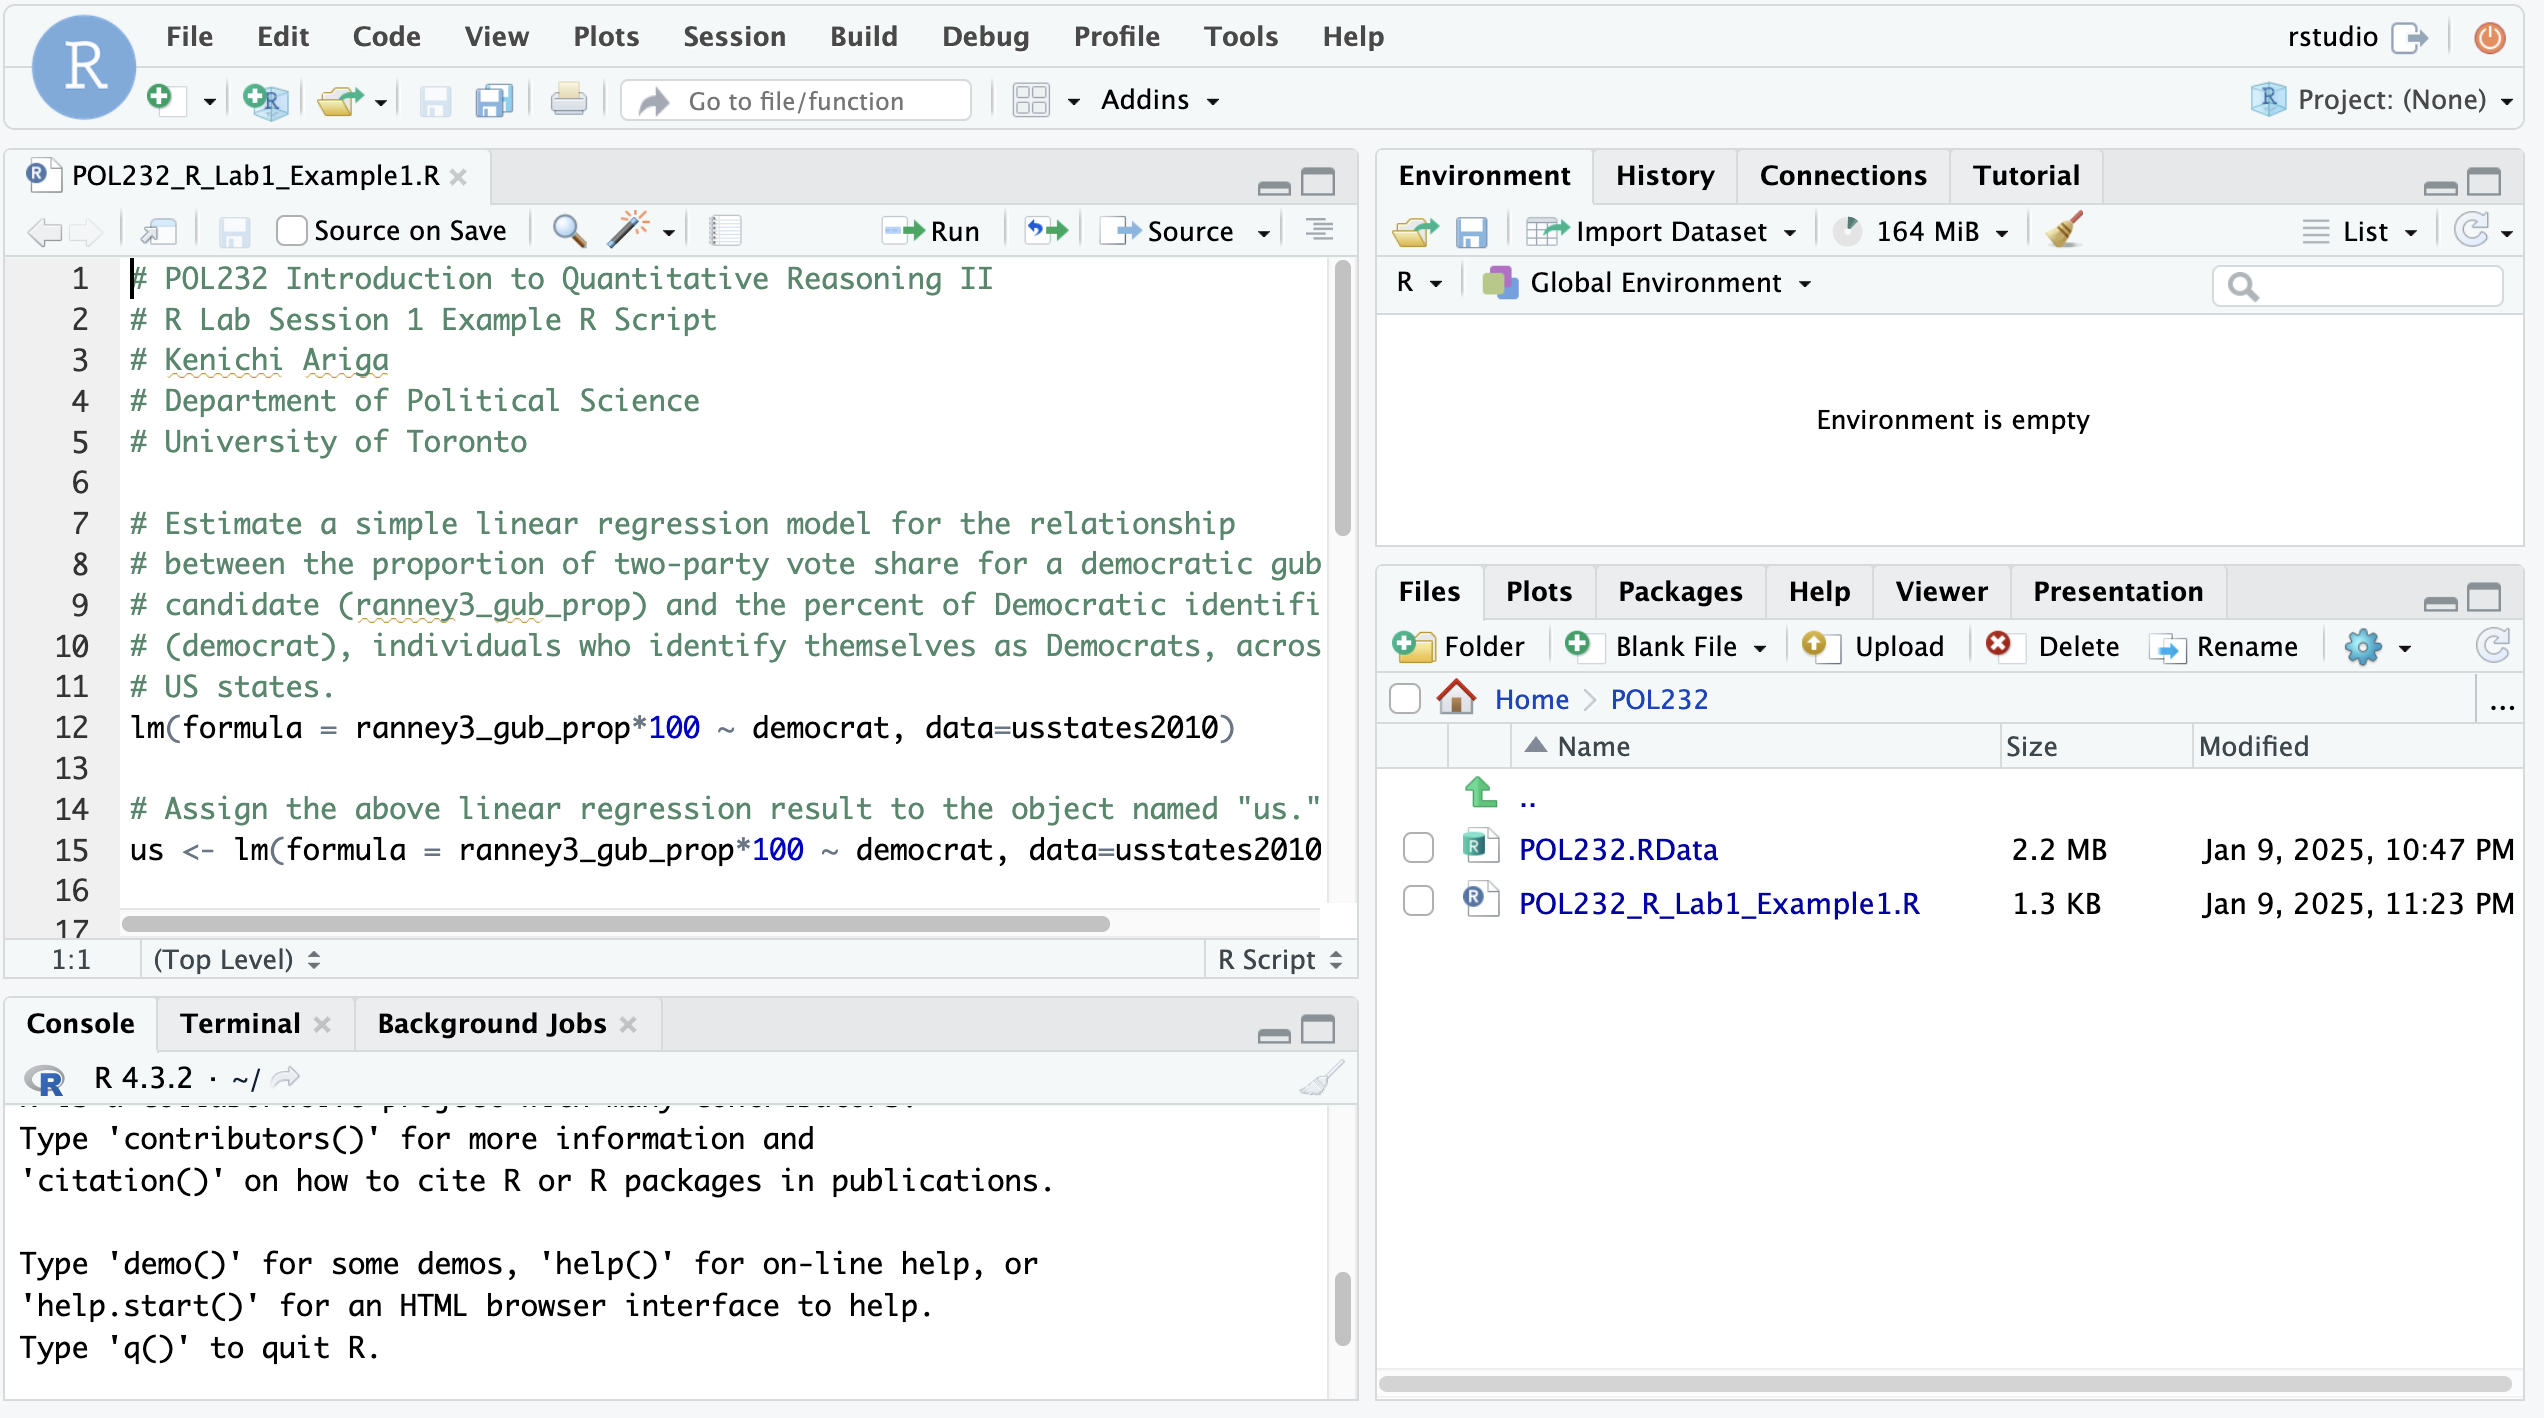 R
File Edit Code View Plots Session Build Debug Profile Tools Help
rstudio
Go to file/function
Addins
Project: (None)
POL232_R_Lab1_Example1.R
Source on Save
Run
Source
1 # POL232 Introduction to Quantitative Reasoning II
2 # R Lab Session 1 Example R Script
3 # Kenichi Ariga
4 # Department of Political Science
5 # University of Toronto
6
7 # Estimate a simple linear regression model for the relationship
8 # between the proportion of two-party vote share for a democratic gub
9 # candidate (ranney3_gub_prop) and the percent of Democratic identifi
10 # (democrat), individuals who identify themselves as Democrats, acros
11 # US states.
12 lm(formula = ranney3_gub_prop*100 ~ democrat, data=usstates2010)
13
14 # Assign the above linear regression result to the object named "us."
15 us <- lm(formula = ranney3_gub_prop*100 ~ democrat, data=usstates2010
16
17
1:1 (Top Level) R Script
Console Terminal Background Jobs
R 4.3.2 · ~/
R is a collaborative project with many contributors.
Type 'contributors()' for more information and
'citation()' on how to cite R or R packages in publications.
Type 'demo()' for some demos, 'help()' for on-line help, or
'help.start()' for an HTML browser interface to help.
Type 'q()' to quit R.
Environment History Connections Tutorial
Import Dataset 164 MiB List
R Global Environment
Environment is empty
Files Plots Packages Help Viewer Presentation
Folder Blank File Upload Delete Rename
Home POL232 ...
Name Size Modified
..
POL232.RData 2.2 MB Jan 9, 2025, 10:47 PM
POL232_R_Lab1_Example1.R 1.3 KB Jan 9, 2025, 11:23 PM